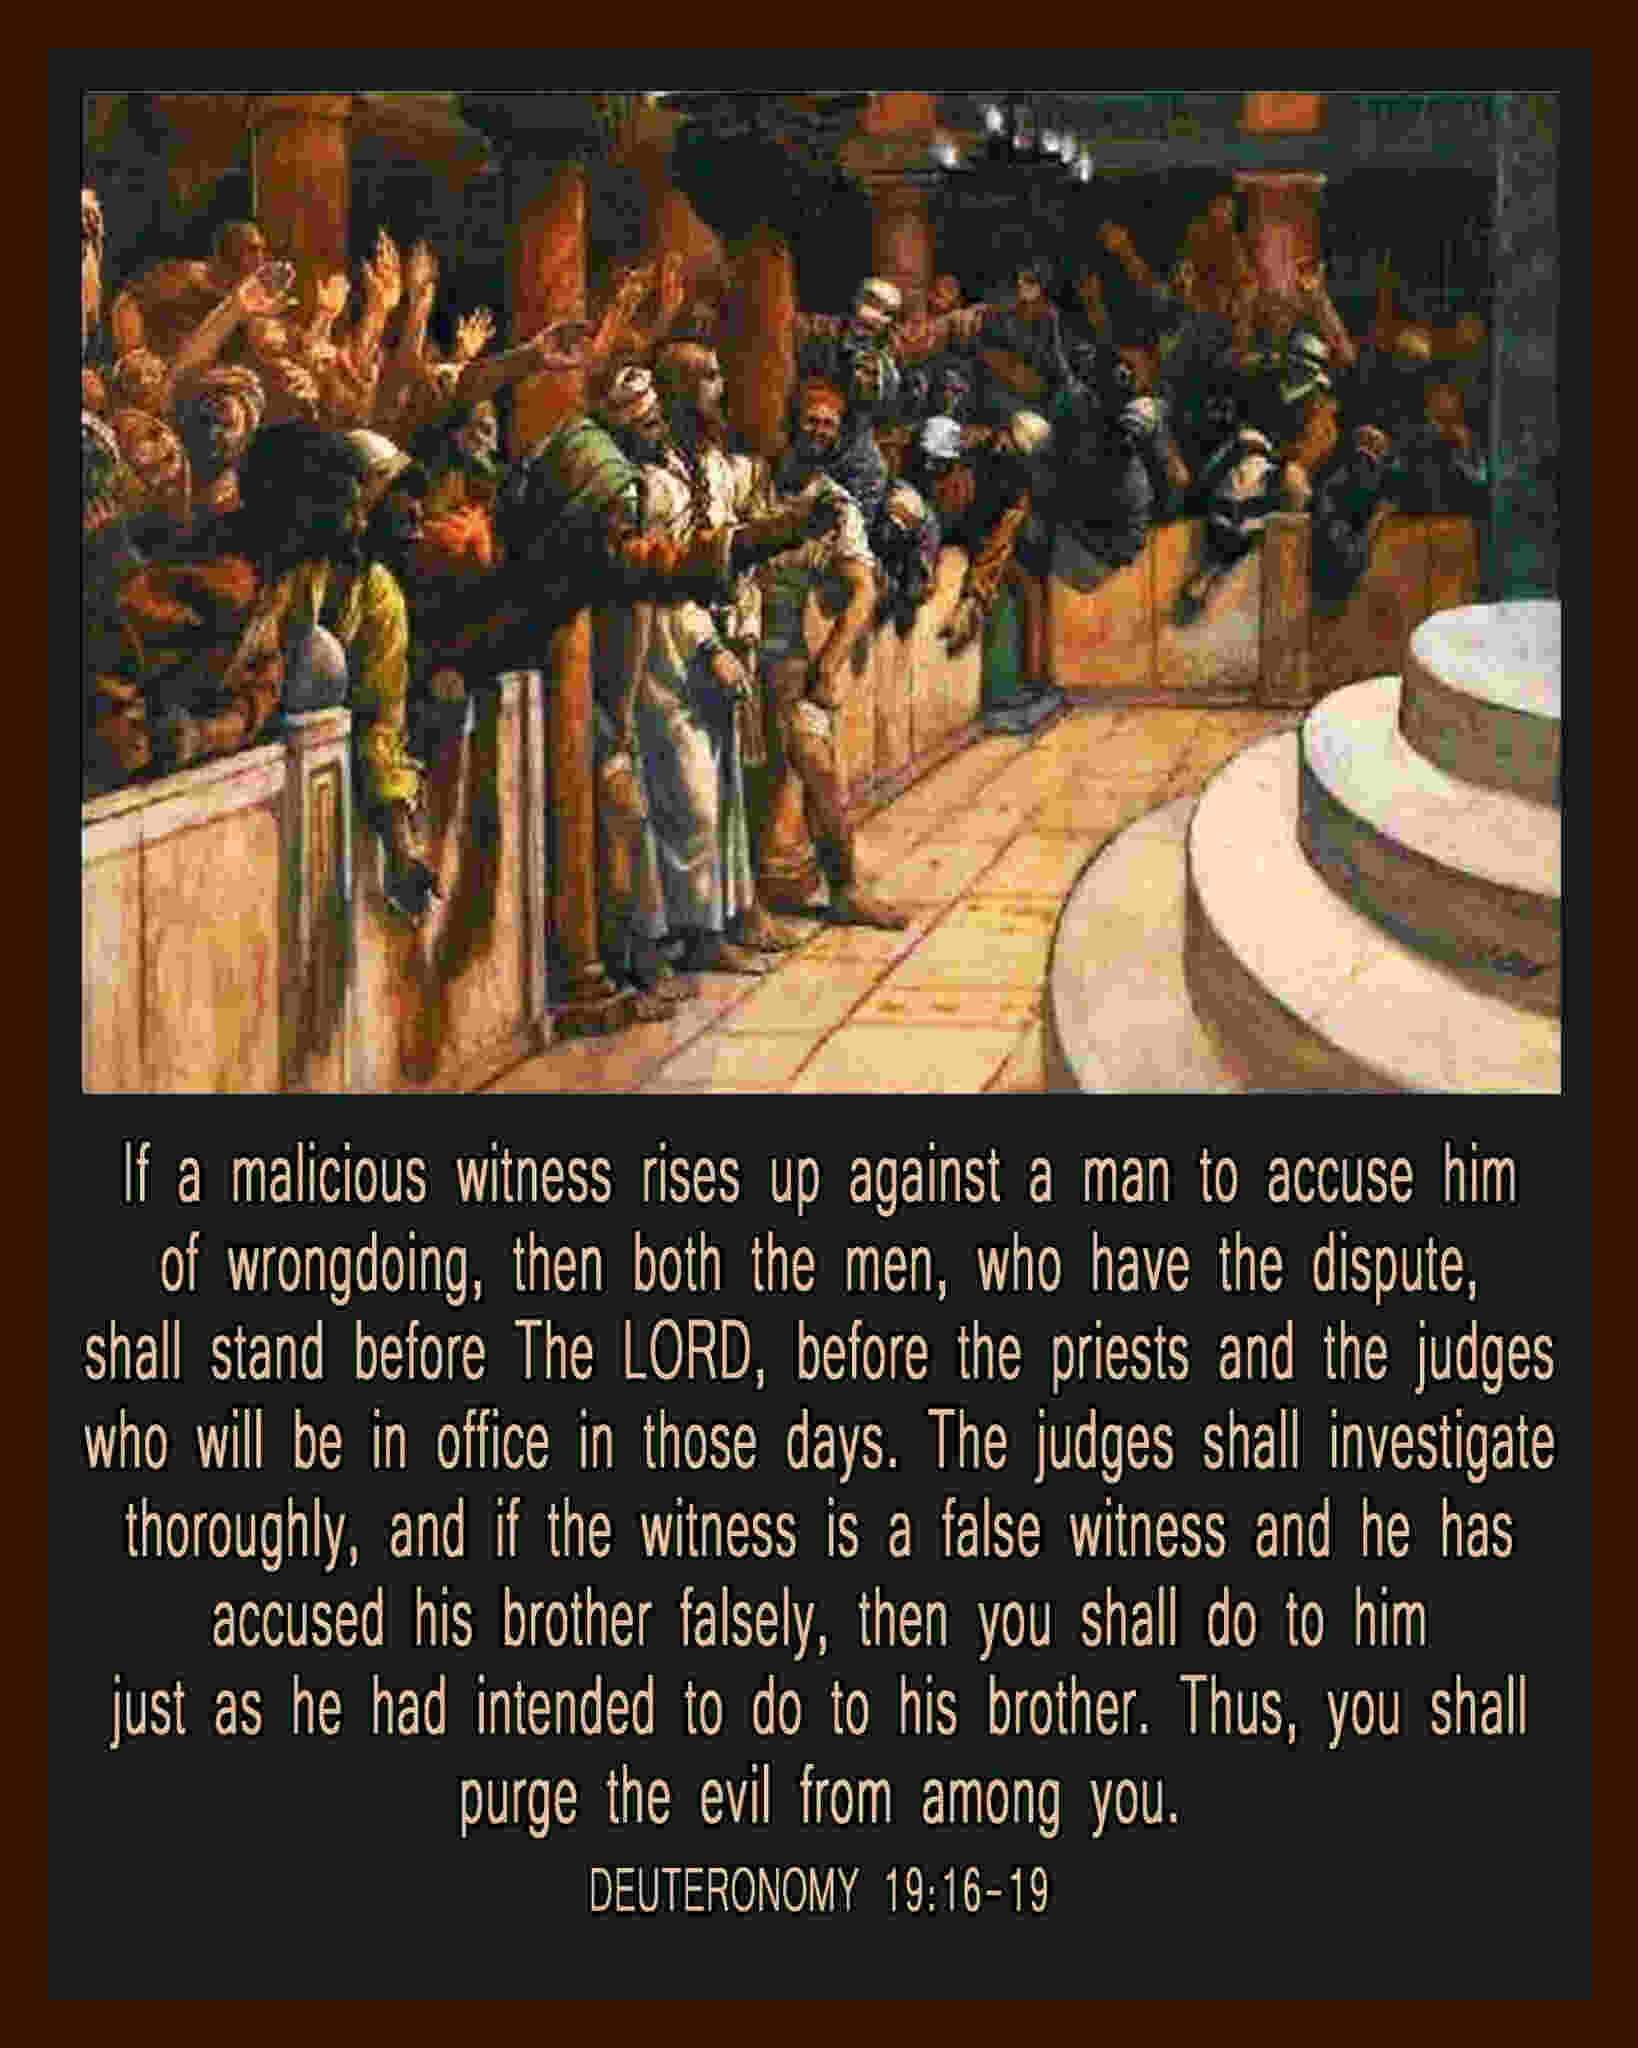 If a malicious witness rises up against a man to accuse him
of wrongdoing, then both the men, who have the dispute,
shall stand before The LORD, before the priests and the judges
who will be in office in those days. The judges shall investigate
thoroughly, and if the witness is a false witness and he has
accused his brother falsely, then you shall do to him
just as he had intended to do to his brother. Thus, you shall
purge the evil from among you.
DEUTERONOMY 19:16-19